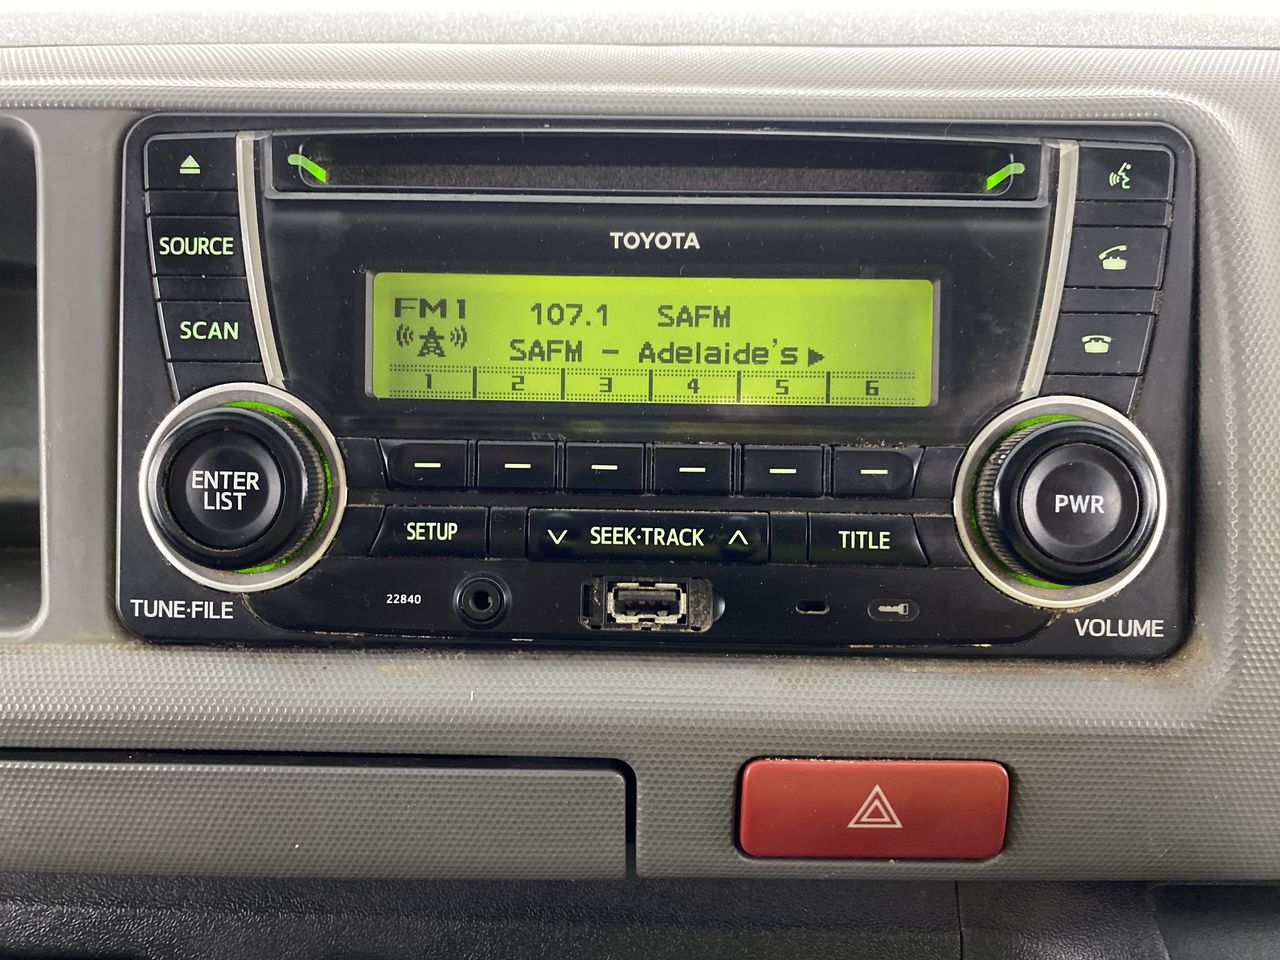 TOYOTA
SOURCE
SCAN
FM1 107.1 SAFM
SAFM - Adelaide's
1 2 3 4 5 6
ENTER
LIST
PWR
SETUP
SEEK·TRACK
TITLE
22840
TUNE·FILE
VOLUME